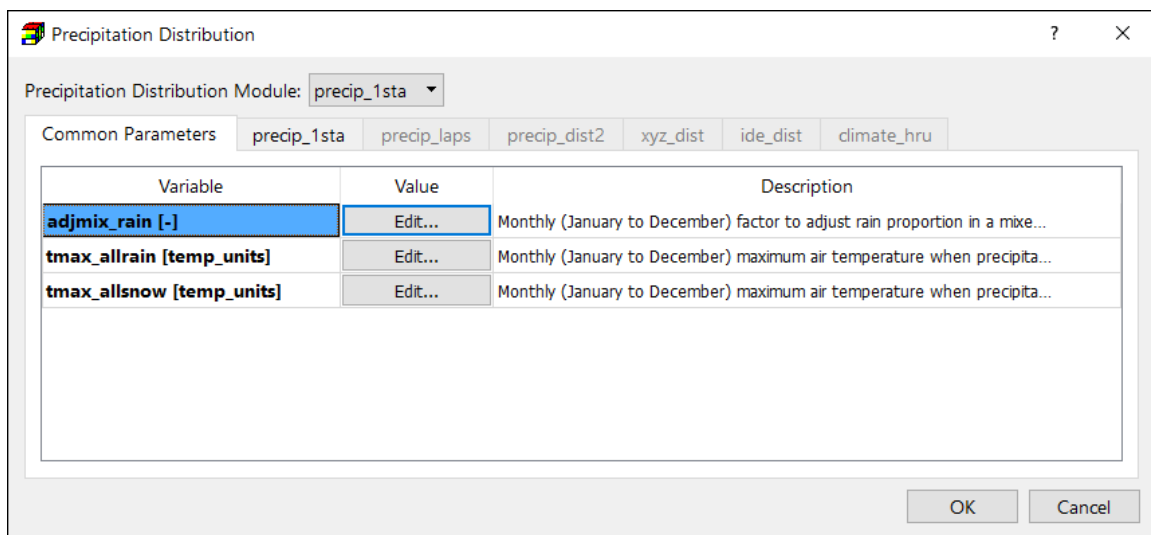 Precipitation Distribution ? ×
Precipitation Distribution Module: precip_1sta
Common Parameters precip_1sta precip_laps precip_dist2 xyz_dist ide_dist climate_hru
Variable Value Description
adjmix_rain [-] Edit... Monthly (January to December) factor to adjust rain proportion in a mixe...
tmax_allrain [temp_units] Edit... Monthly (January to December) maximum air temperature when precipita...
tmax_allsnow [temp_units] Edit... Monthly (January to December) maximum air temperature when precipita...
OK Cancel